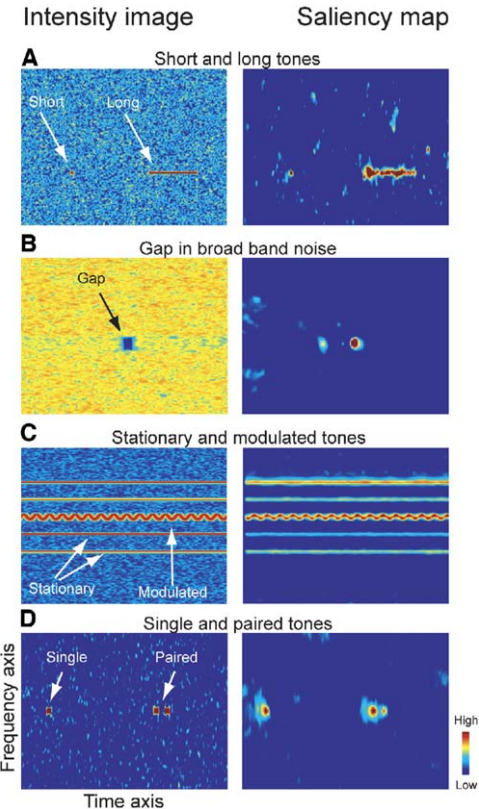 Intensity image
Saliency map
A
Short and long tones
Short
Long
B
Gap in broad band noise
Gap
C
Stationary and modulated tones
Stationary
Modulated
D
Single and paired tones
Single
Paired
Frequency axis
Time axis
High
Low